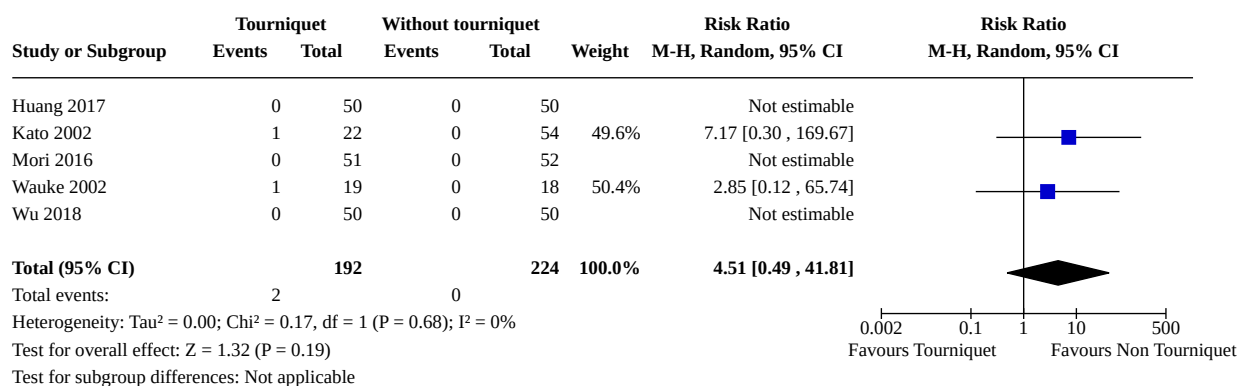 Tourniquet Without tourniquet Risk Ratio Risk Ratio
Study or Subgroup Events Total Events Total Weight M-H, Random, 95% CI M-H, Random, 95% CI
Huang 2017 0 50 0 50 Not estimable
Kato 2002 1 22 0 54 49.6% 7.17 [0.30 , 169.67]
Mori 2016 0 51 0 52 Not estimable
Wauke 2002 1 19 0 18 50.4% 2.85 [0.12 , 65.74]
Wu 2018 0 50 0 50 Not estimable
Total (95% CI) 192 224 100.0% 4.51 [0.49 , 41.81]
Total events: 2 0
Heterogeneity: Tau² = 0.00; Chi² = 0.17, df = 1 (P = 0.68); I² = 0%
Test for overall effect: Z = 1.32 (P = 0.19)
Test for subgroup differences: Not applicable
0.002 0.1 1 10 500
Favours Tourniquet Favours Non Tourniquet